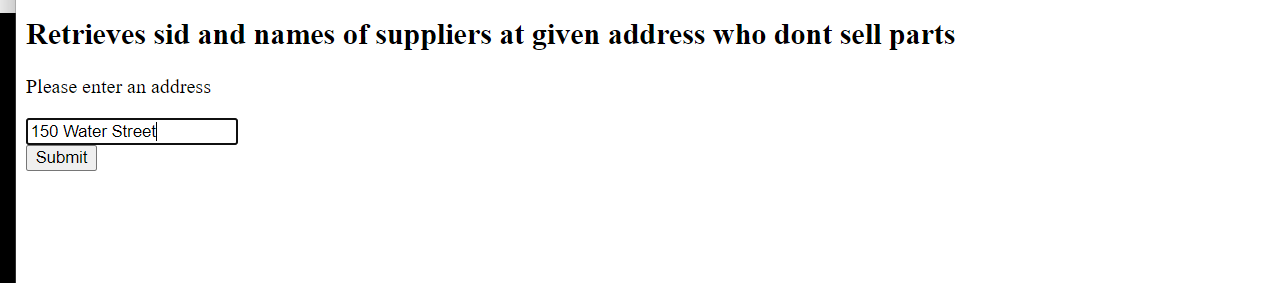 Retrieves sid and names of suppliers at given address who dont sell parts
Please enter an address
150 Water Street
Submit